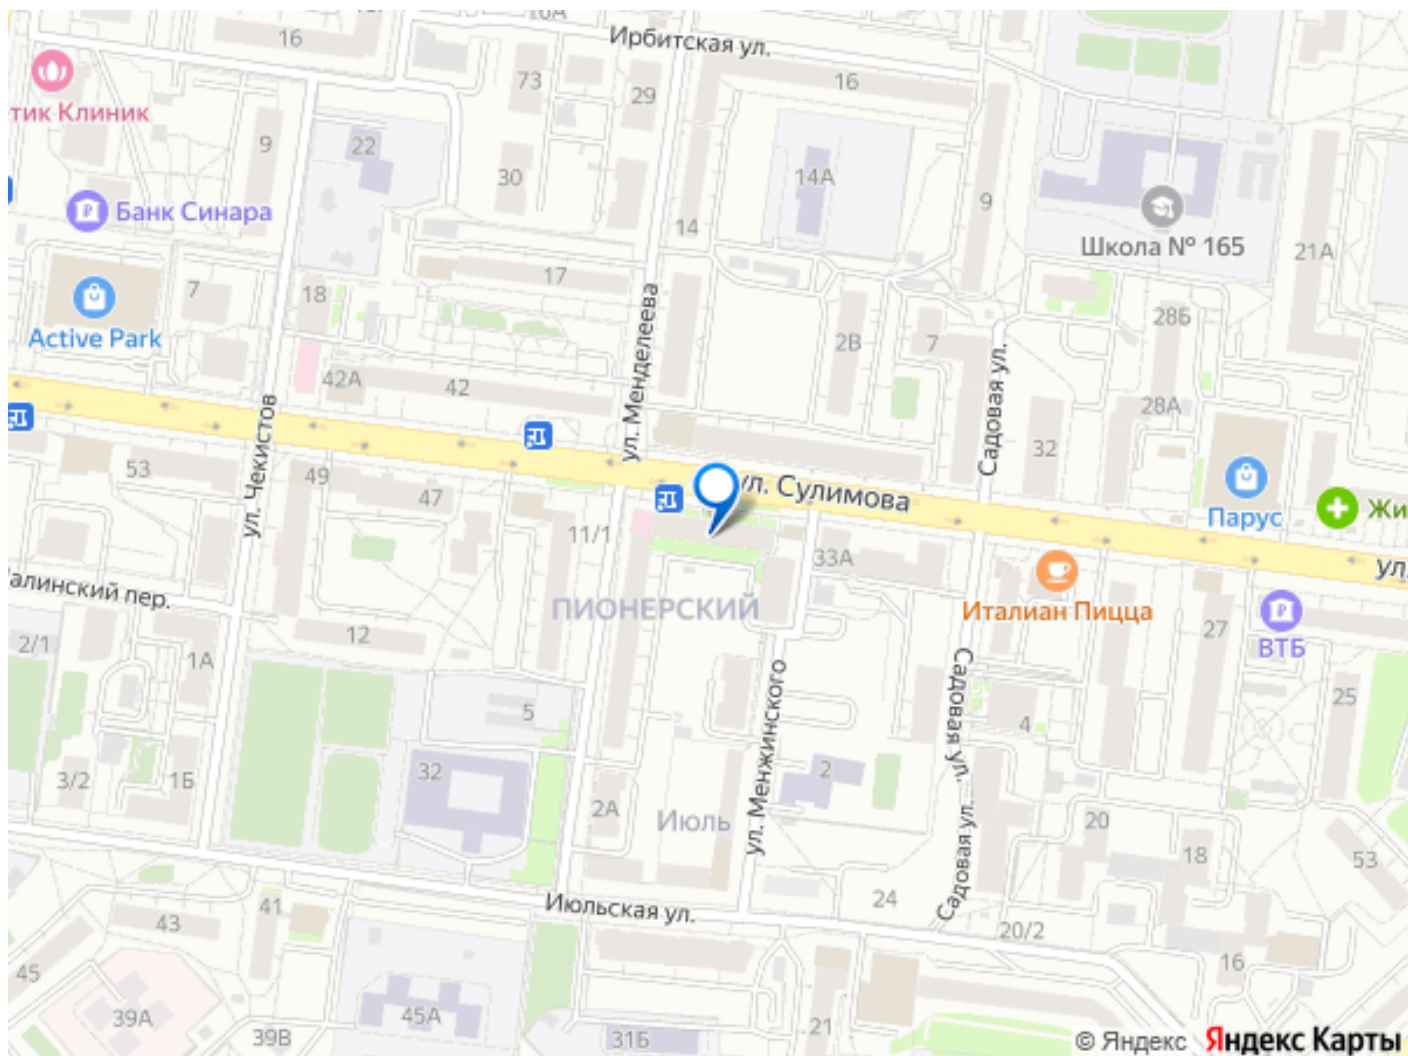 16
16А
Ирбитская ул.
тик Клиник
73
29
16
9
22
30
14А
9
Школа № 165
21А
Банк Синара
14
17
7
18
Active Park
ул. Менделеева
2В
7
28Б
42А
42
Садовая ул.
28А
32
ул. Чекистов
53
49
47
ул. Сулимова
Парус
Жи
11/1
33А
ул.
алинский пер.
ПИОНЕРСКИЙ
Италиан Пицца
27
ВТБ
2/1
1А
12
Садовая ул.
25
5
4
ул. Менжинского
3/2
1Б
32
2
2А
Июль
Садовая ул.
20
18
53
24
41
43
Июльская ул.
20/2
16
45
39А
45А
39В
31Б
21
© Яндекс Яндекс Карты